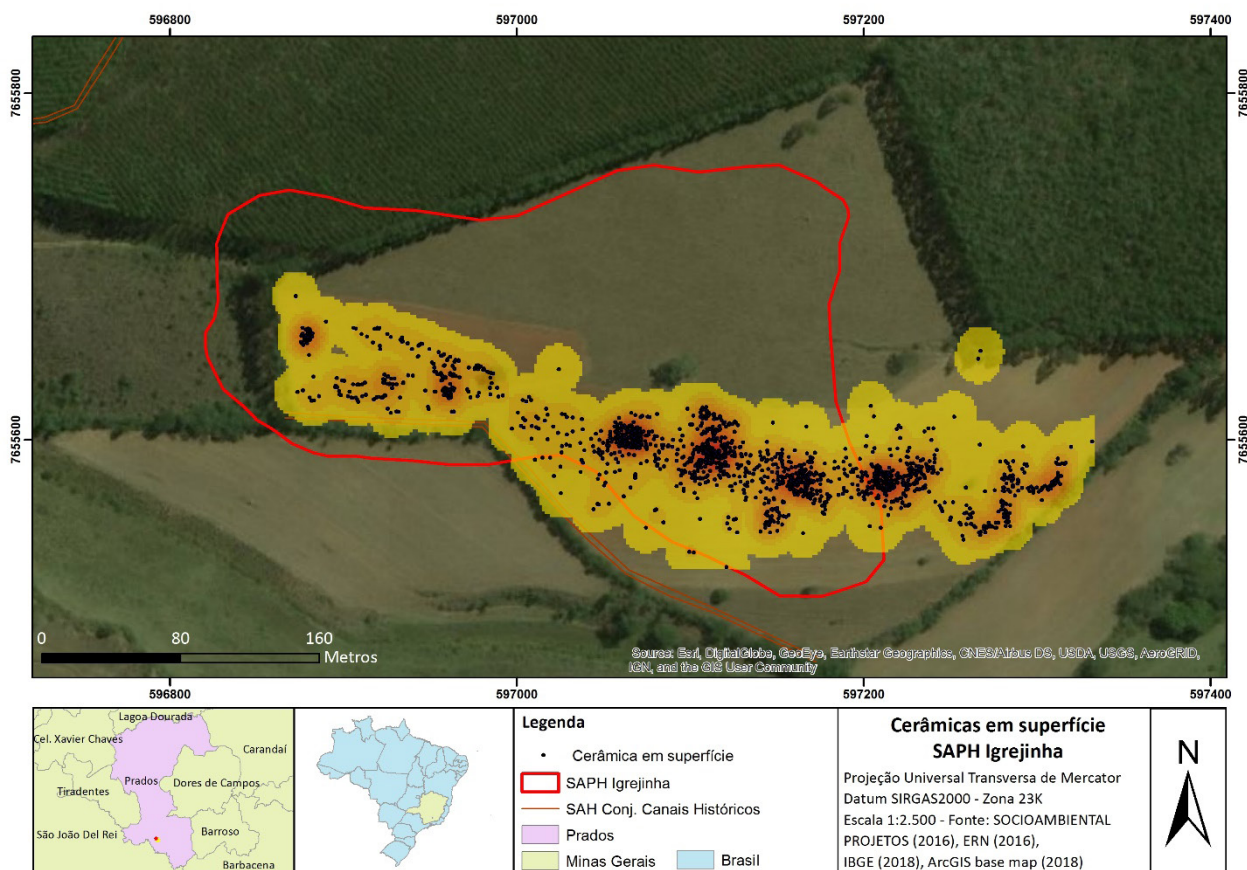 596800
597000
597200
597400
7655800
7655800
7655600
7655600
0
80
160
Metros
Source: Esri, DigitalGlobe, GeoEye, Earthstar Geographics, CNES/Airbus DS, USDA, USGS, AeroGRID,
IGN, and the GIS User Community
596800
597000
597200
597400
Lagoa Dourada
Cel. Xavier Chaves
Carandaí
Prados
Dores de Campos
Tiradentes
São João Del Rei
Barroso
Barbacena
Legenda
Cerâmica em superfície
SAPH Igrejinha
SAH Conj. Canais Históricos
Prados
Minas Gerais
Brasil
Cerâmicas em superfície
SAPH Igrejinha
Projeção Universal Transversa de Mercator
Datum SIRGAS2000 - Zona 23K
Escala 1:2.500 - Fonte: SOCIOAMBIENTAL
PROJETOS (2016), ERN (2016),
IBGE (2018), ArcGIS base map (2018)
N